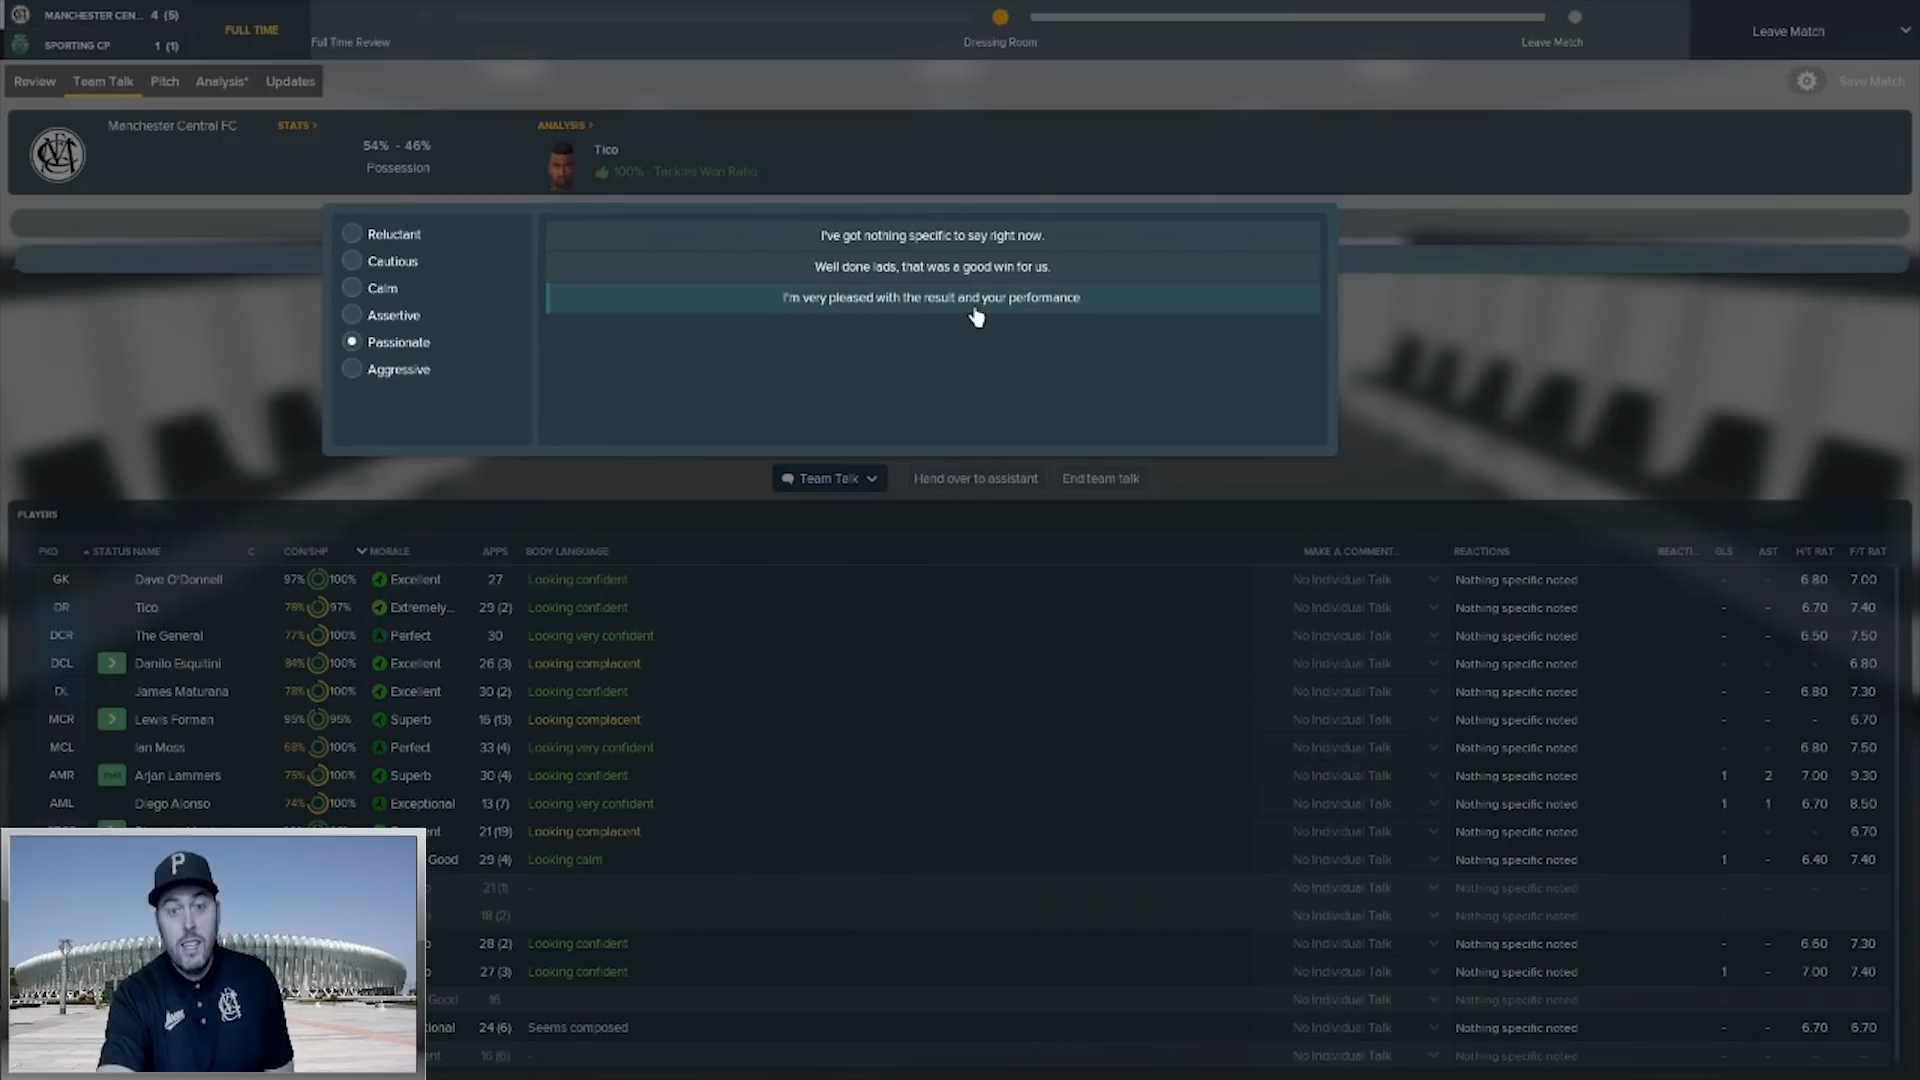 MANCHESTER CEN... 4 (5)
SPORTING CP 1 (1)
FULL TIME
Full Time Review
Dressing Room
Leave Match
Leave Match
Review Team Talk Pitch Analysis* Updates
Save Match
Manchester Central FC
STATS >
54% - 46%
Possession
ANALYSIS >
Tico
100% - Tackles Won Ratio
Reluctant
Cautious
Calm
Assertive
Passionate
Aggressive
I've got nothing specific to say right now.
Well done lads, that was a good win for us.
I'm very pleased with the result and your performance
Team Talk
Hand over to assistant
End team talk
PLAYERS
PKD STATUS NAME C CON/SHP MORALE APPS BODY LANGUAGE MAKE A COMMENT... REACTIONS REACTI... GLS AST H/T RAT F/T RAT
GK Dave O'Donnell 97% 100% Excellent 27 Looking confident No Individual Talk Nothing specific noted - - 6.80 7.00
DR Tico 78% 97% Extremely... 29 (2) Looking confident No Individual Talk Nothing specific noted - - 6.70 7.40
DCR The General 77% 100% Perfect 30 Looking very confident No Individual Talk Nothing specific noted - - 6.50 7.50
DCL Danilo Esquitini 84% 100% Excellent 26 (3) Looking complacent No Individual Talk Nothing specific noted - - - 6.80
DL James Maturana 78% 100% Excellent 30 (2) Looking confident No Individual Talk Nothing specific noted - - 6.80 7.30
MCR Lewis Forman 95% 95% Superb 16 (13) Looking complacent No Individual Talk Nothing specific noted - - - 6.70
MCL Ian Moss 68% 100% Perfect 33 (4) Looking very confident No Individual Talk Nothing specific noted - - 6.80 7.50
AMR PoM Arjan Lammers 75% 100% Superb 30 (4) Looking confident No Individual Talk Nothing specific noted 1 2 7.00 9.30
AML Diego Alonso 74% 100% Exceptional 13 (7) Looking very confident No Individual Talk Nothing specific noted 1 1 6.70 8.50
21 (19) Looking complacent No Individual Talk Nothing specific noted - - - 6.70
Good 29 (4) Looking calm No Individual Talk Nothing specific noted 1 - 6.40 7.40
21 (1) - No Individual Talk Nothing specific noted - - - -
18 (2) - No Individual Talk Nothing specific noted - - - -
28 (2) Looking confident No Individual Talk Nothing specific noted - - 6.60 7.30
27 (3) Looking confident No Individual Talk Nothing specific noted 1 - 7.00 7.40
Good 16 No Individual Talk Nothing specific noted - - - -
24 (6) Seems composed No Individual Talk Nothing specific noted - - 6.70 6.70
16 (6) - No Individual Talk Nothing specific noted - - - -
P